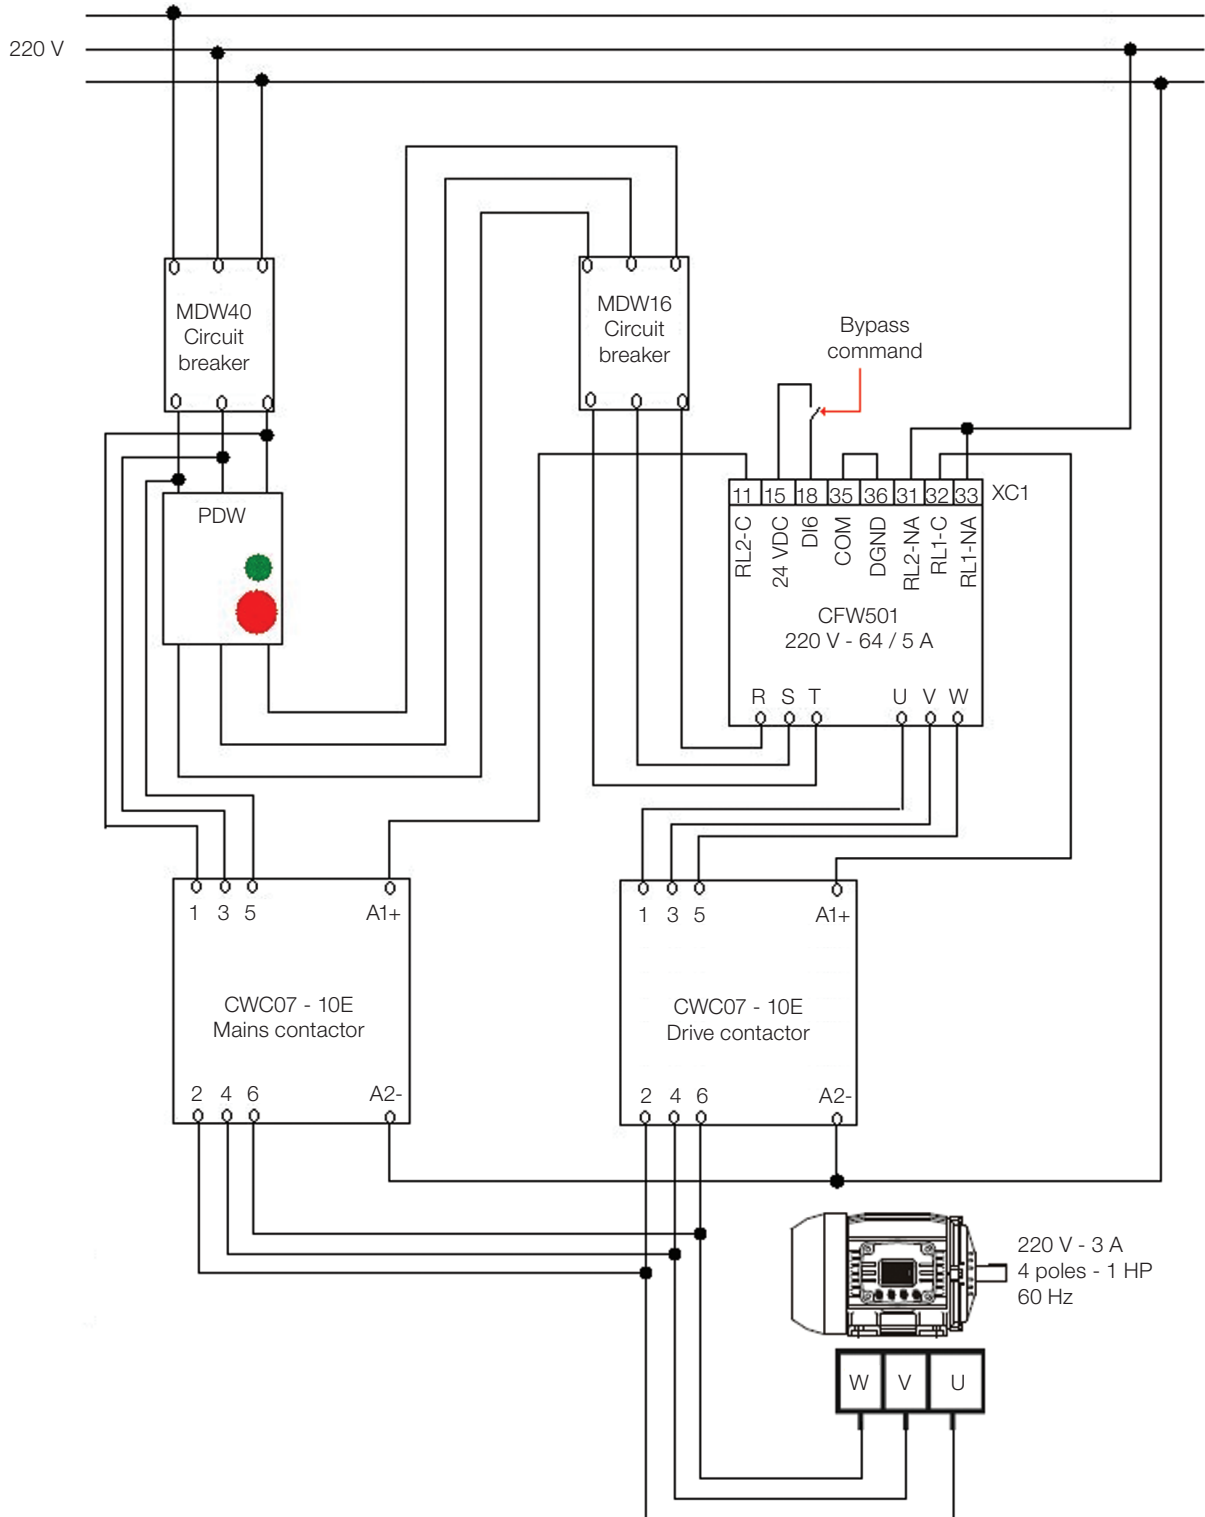 220 V
MDW40
Circuit
breaker
MDW16
Circuit
breaker
Bypass
command
PDW
11 15 18 35 36 31 32 33 XC1
RL2-C
24 VDC
DI6
COM
DGND
RL2-NA
RL1-C
RL1-NA
CFW501
220 V - 64 / 5 A
R S T U V W
1 3 5 A1+
CWC07 - 10E
Mains contactor
2 4 6 A2-
1 3 5 A1+
CWC07 - 10E
Drive contactor
2 4 6 A2-
220 V - 3 A
4 poles - 1 HP
60 Hz
W V U